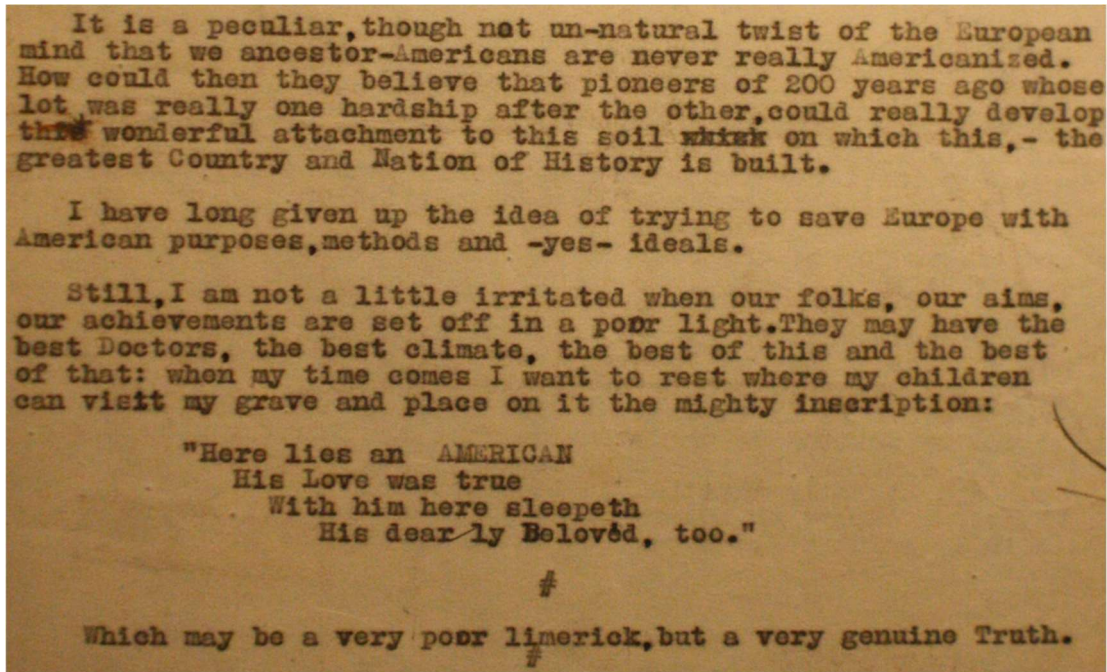 It is a peculiar,though not un-natural twist of the European
mind that we ancestor-Americans are never really Americanized.
How could then they believe that pioneers of 200 years ago whose
lot was really one hardship after the other,could really develop
this wonderful attachment to this soil which on which this,- the
greatest Country and Nation of History is built.
I have long given up the idea of trying to save Europe with
American purposes,methods and -yes- ideals.
Still,I am not a little irritated when our folks, our aims,
our achievements are set off in a poor light.They may have the
best Doctors, the best climate, the best of this and the best
of that: when my time comes I want to rest where my children
can visit my grave and place on it the mighty inscription:
"Here lies an AMERICAN
His Love was true
With him here sleepeth
His dear ly Beloved, too."
#
Which may be a very poor limerick,but a very genuine Truth.
#